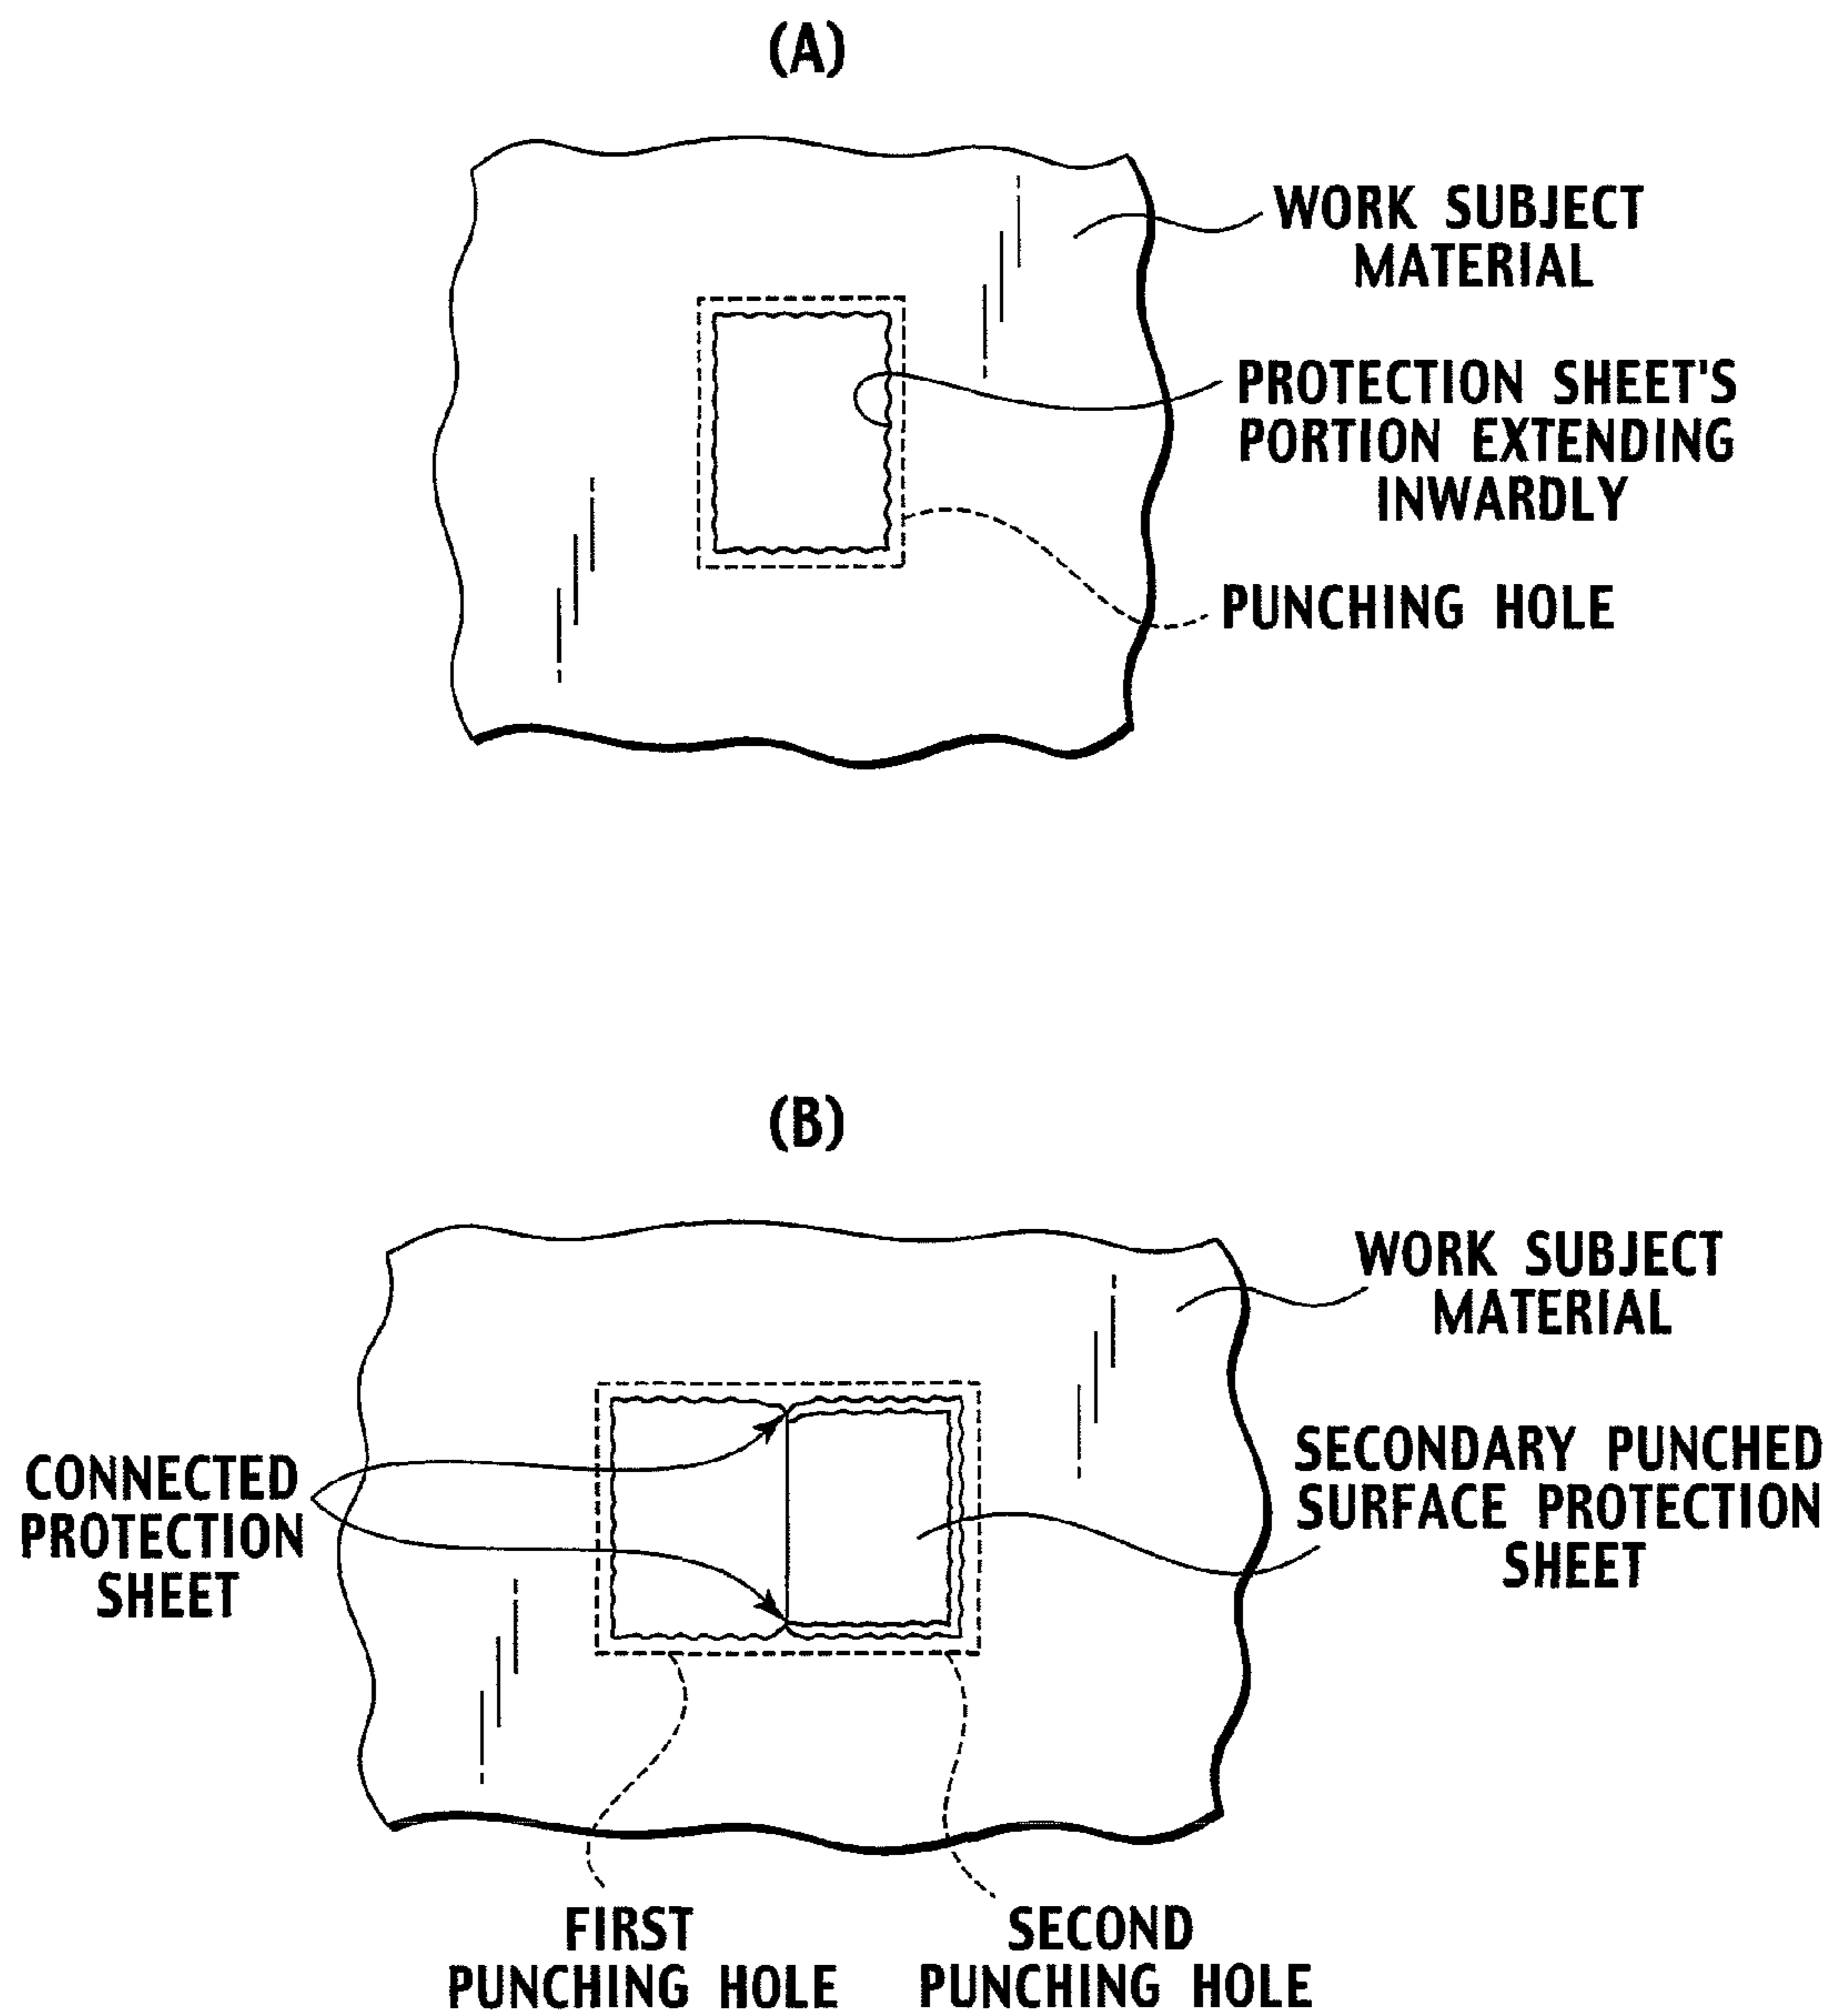 (A)
WORK SUBJECT
MATERIAL
PROTECTION SHEET'S
PORTION EXTENDING
INWARDLY
PUNCHING HOLE
(B)
WORK SUBJECT
MATERIAL
CONNECTED
PROTECTION
SHEET
SECONDARY PUNCHED
SURFACE PROTECTION
SHEET
FIRST
PUNCHING HOLE
SECOND
PUNCHING HOLE